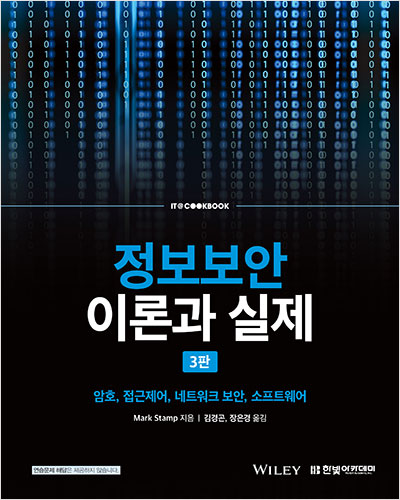 IT@COOKBOOK
정보보안
이론과 실제
3판
암호, 접근제어, 네트워크 보안, 소프트웨어
Mark Stamp 지음 | 김경곤, 장은경 옮김
연습문제 해답은 제공하지 않습니다.
WILEY 한빛아카데미